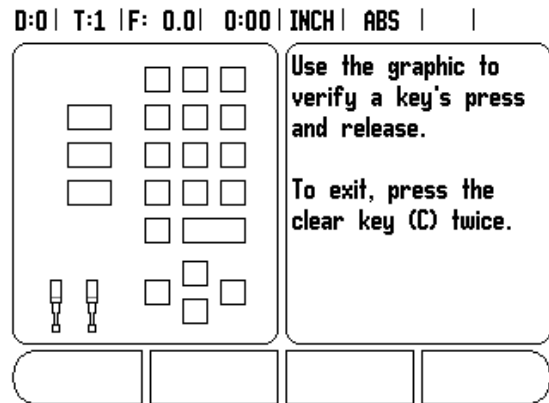 D:0| T:1 |F: 0.0| 0:00| INCH| ABS | |
Use the graphic to
verify a key's press
and release.
To exit, press the
clear key (C) twice.